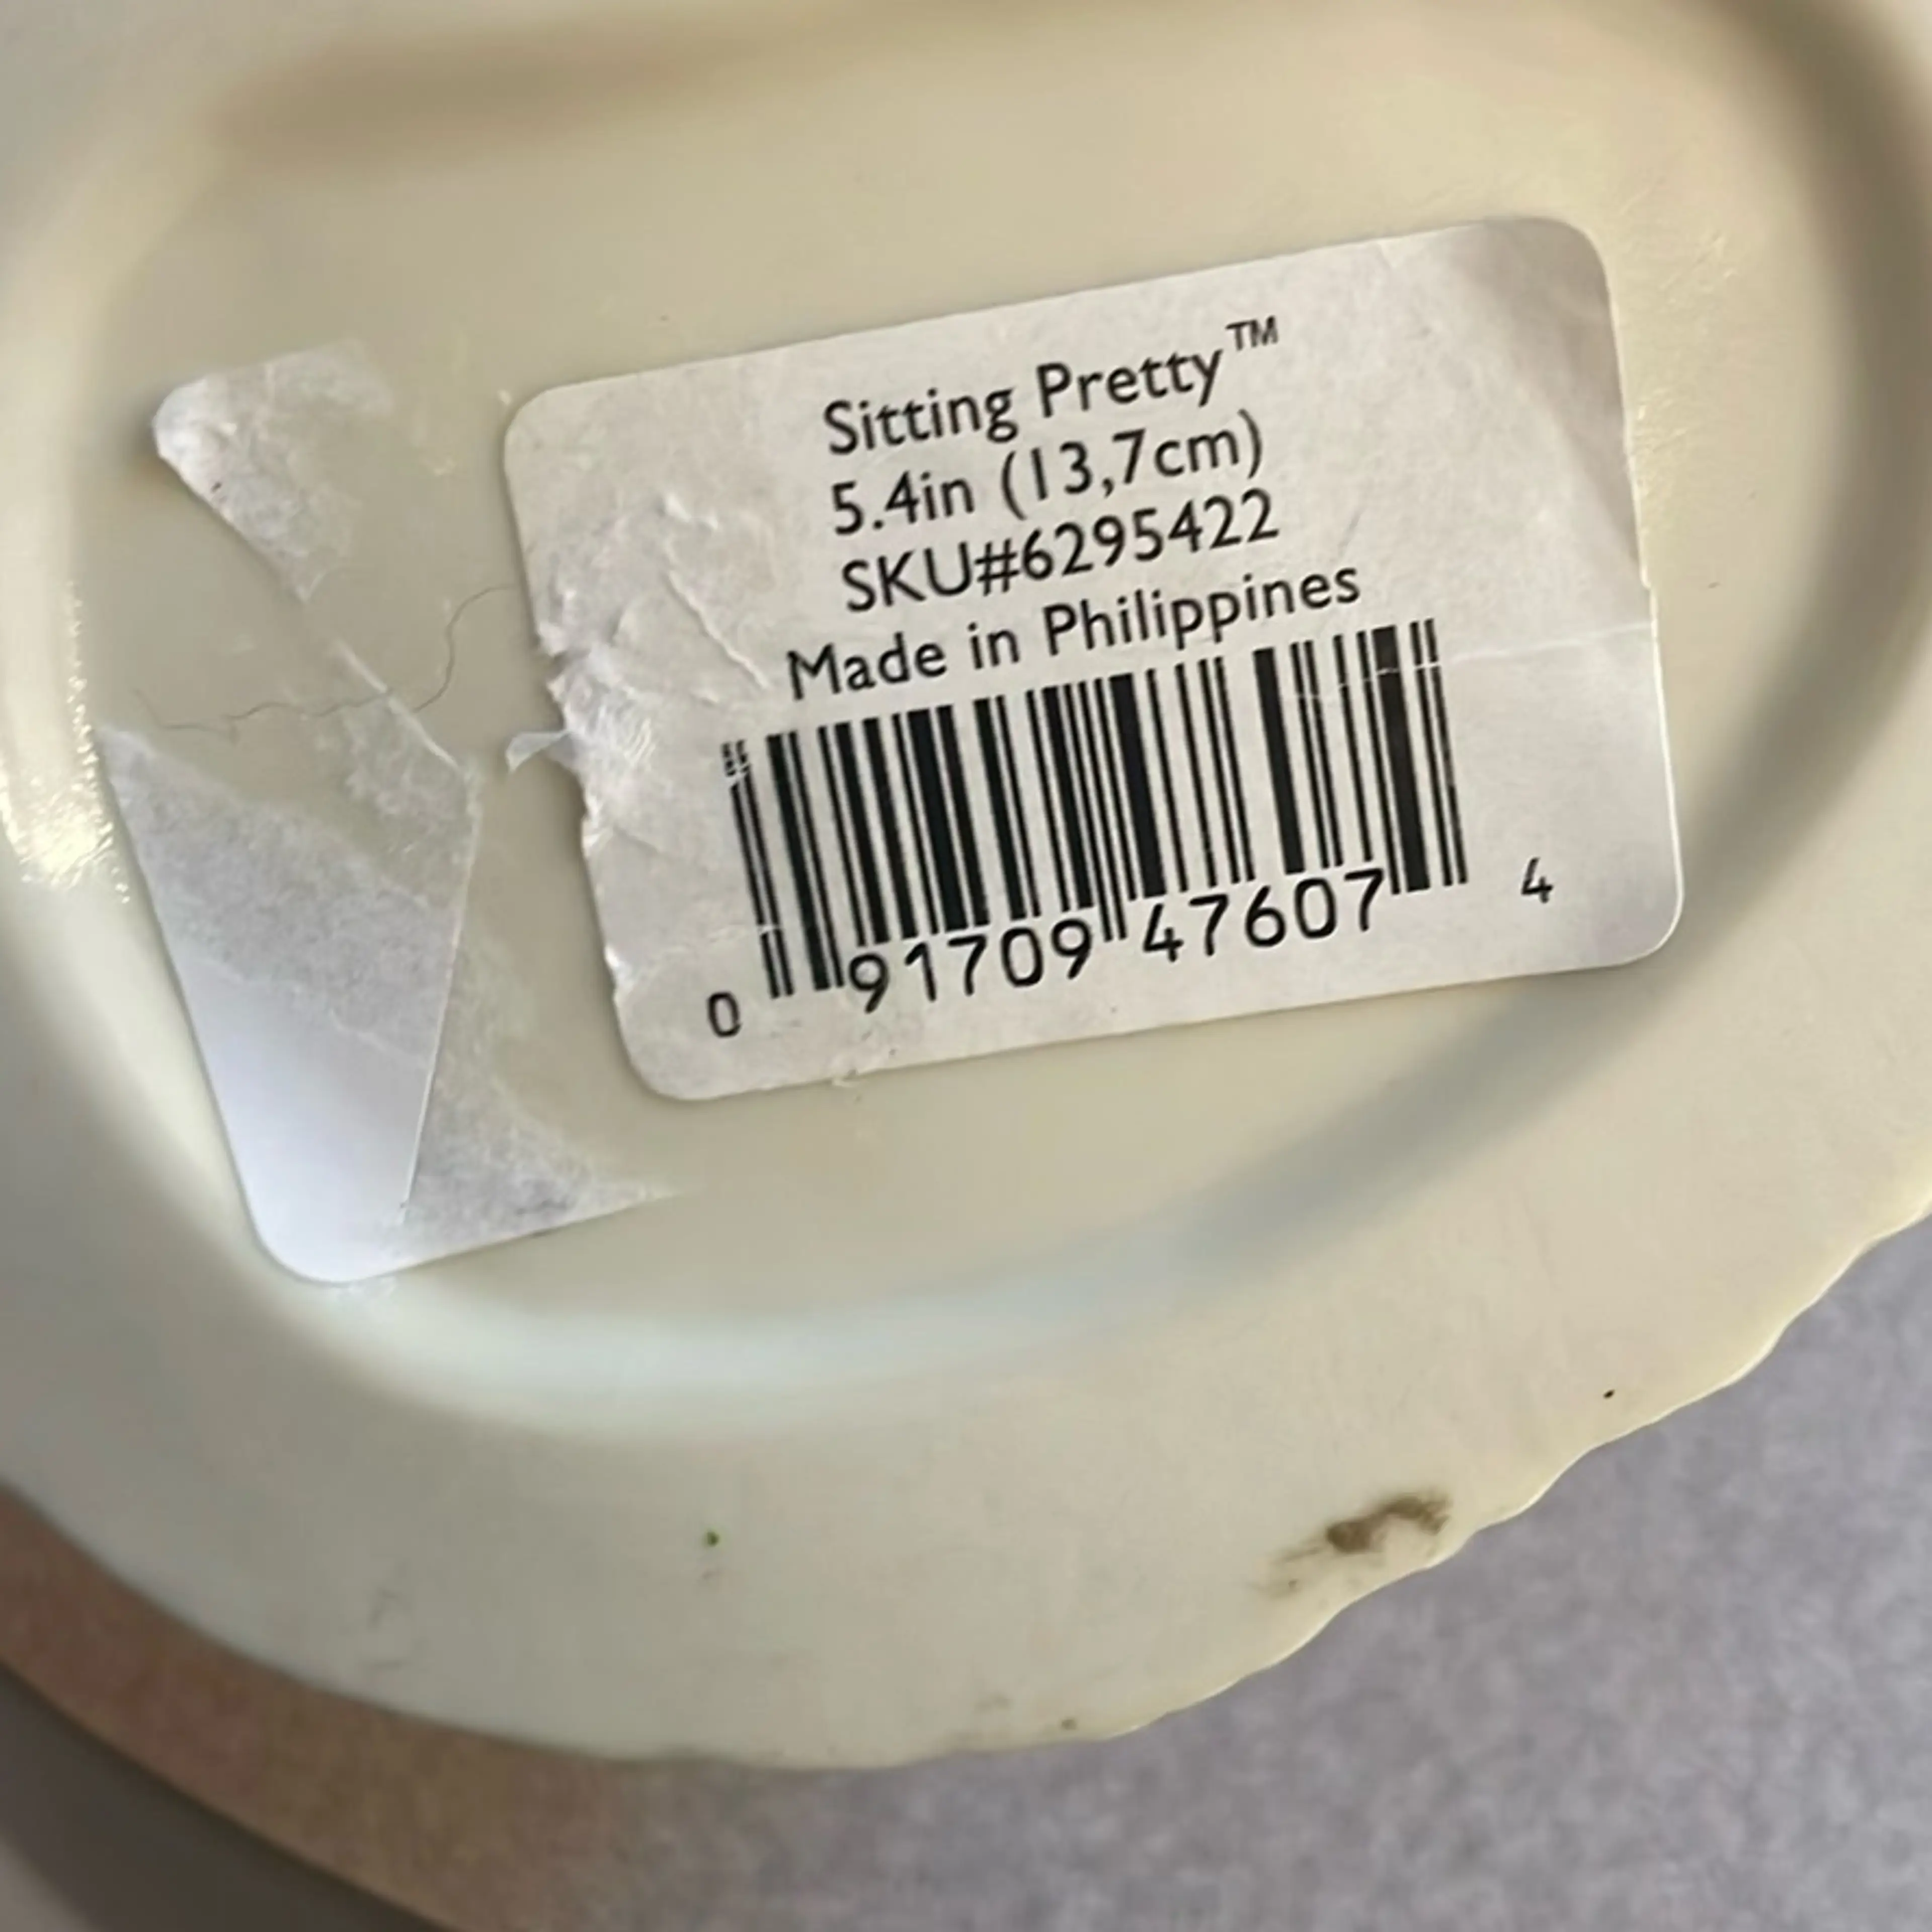 Sitting Pretty™
5.4in (13,7cm)
SKU#6295422
Made in Philippines
0 91709 47607 4